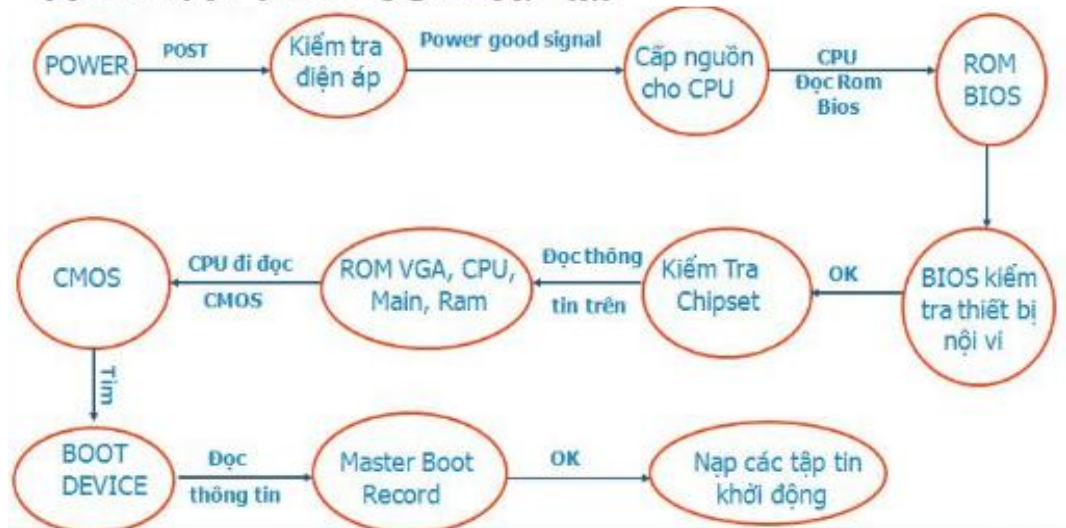 POWER
POST
Kiểm tra
điện áp
Power good signal
Cấp nguồn
cho CPU
CPU
Đọc Rom
Bios
ROM
BIOS
BIOS kiểm
tra thiết bị
nội vi
OK
Kiểm Tra
Chipset
Đọc thông
tin trên
ROM VGA, CPU,
Main, Ram
CPU đi đọc
CMOS
CMOS
Tìm
BOOT
DEVICE
Đọc
thông tin
Master Boot
Record
OK
Nạp các tập tin
khởi động